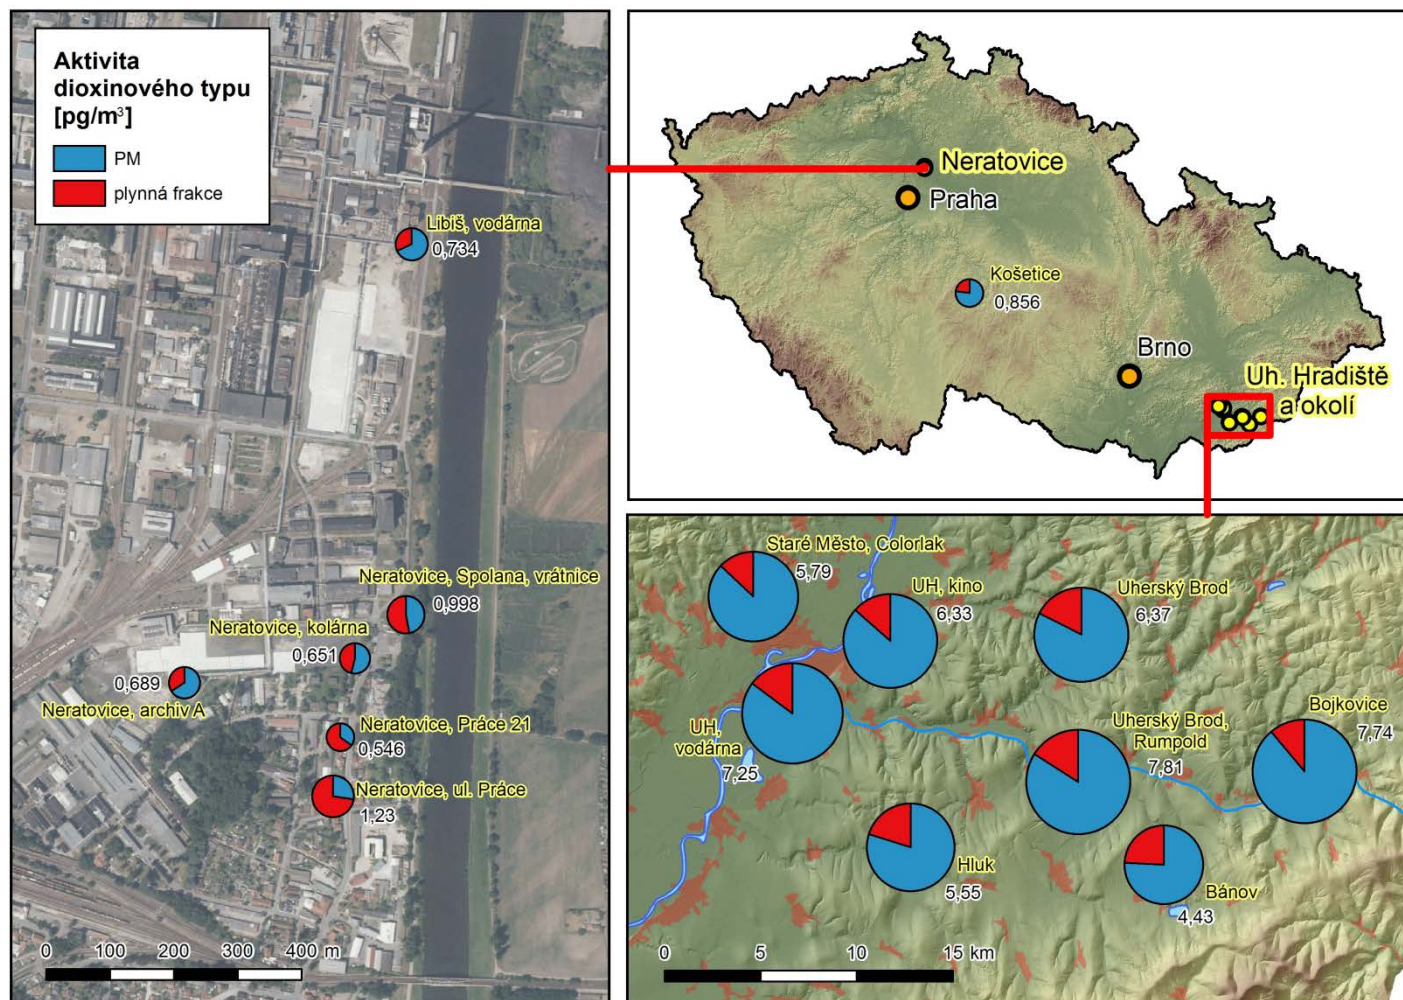 Aktivita
dioxinového typu
[pg/m³]
PM
plynná frakce
Libiš, vodárna
0,734
Neratovice, Spolana, vrátnice
0,998
Neratovice, kolárna
0,651
0,689
Neratovice, archiv A
Neratovice, Práce 21
0,546
Neratovice, ul. Práce
1,23
0 100 200 300 400 m
Neratovice
Praha
Košetice
0,856
Brno
Uh. Hradiště
a okolí
Staré Město, Colorlak
5,79
UH, kino
6,33
Uherský Brod
6,37
UH,
vodárna
7,25
Uherský Brod,
Rumpold
7,81
Bojkovice
7,74
Hluk
5,55
Bánov
4,43
0 5 10 15 km